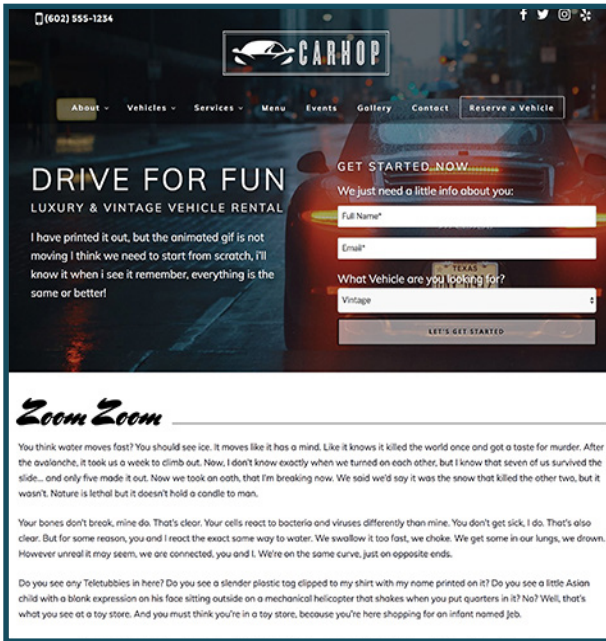 (602) 555-1234
CARHOP
About Vehicles Services Menu Events Gallery Contact Reserve a Vehicle
DRIVE FOR FUN
LUXURY & VINTAGE VEHICLE RENTAL
I have printed it out, but the animated gif is not
moving I think we need to start from scratch, i'll
know it when i see it remember, everything is the
same or better!
GET STARTED NOW
We just need a little info about you:
Full Name*
Email*
TEXAS
What Vehicle are you looking for?
Vintage
LET'S GET STARTED
Zoom Zoom
You think water moves fast? You should see ice. It moves like it has a mind. Like it knows it killed the world once and got a taste for murder. After
the avalanche, it took us a week to climb out. Now, I don't know exactly when we turned on each other, but I know that seven of us survived the
slide... and only five made it out. Now we took an oath, that I'm breaking now. We said we'd say it was the snow that killed the other two, but it
wasn't. Nature is lethal but it doesn't hold a candle to man.
Your bones don't break, mine do. That's clear. Your cells react to bacteria and viruses differently than mine. You don't get sick, I do. That's also
clear. But for some reason, you and I react the exact same way to water. We swallow it too fast, we choke. We get some in our lungs, we drown.
However unreal it may seem, we are connected, you and I. We're on the same curve, just on opposite ends.
Do you see any Teletubbies in here? Do you see a slender plastic tag clipped to my shirt with my name printed on it? Do you see a little Asian
child with a blank expression on his face sitting outside on a mechanical helicopter that shakes when you put quarters in it? No? Well, that's
what you see at a toy store. And you must think you're in a toy store, because you're here shopping for an infant named Jeb.